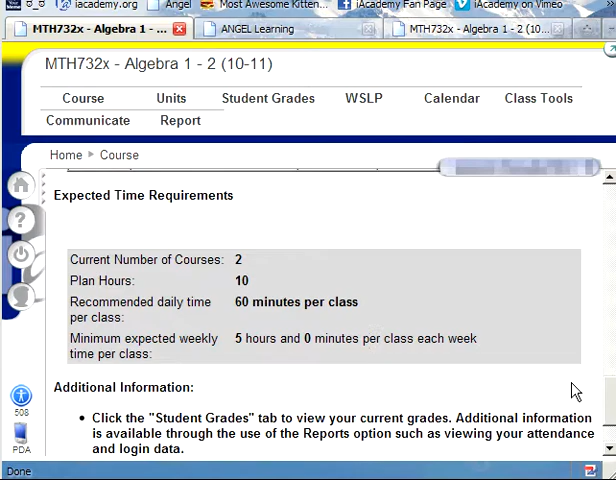 iacademy.org Angel Most Awesome Kitten... iAcademy Fan Page iAcademy on Vimeo
MTH732x - Algebra 1 - ... ANGEL Learning MTH732x - Algebra 1 - 2 (10...
MTH732x - Algebra 1 - 2 (10-11)
Course Units Student Grades WSLP Calendar Class Tools
Communicate Report
Home Course
Expected Time Requirements
Current Number of Courses: 2
Plan Hours: 10
Recommended daily time 60 minutes per class
per class:
Minimum expected weekly 5 hours and 0 minutes per class each week
time per class:
Additional Information:
508
• Click the "Student Grades" tab to view your current grades. Additional information
is available through the use of the Reports option such as viewing your attendance
and login data.
PDA
Done